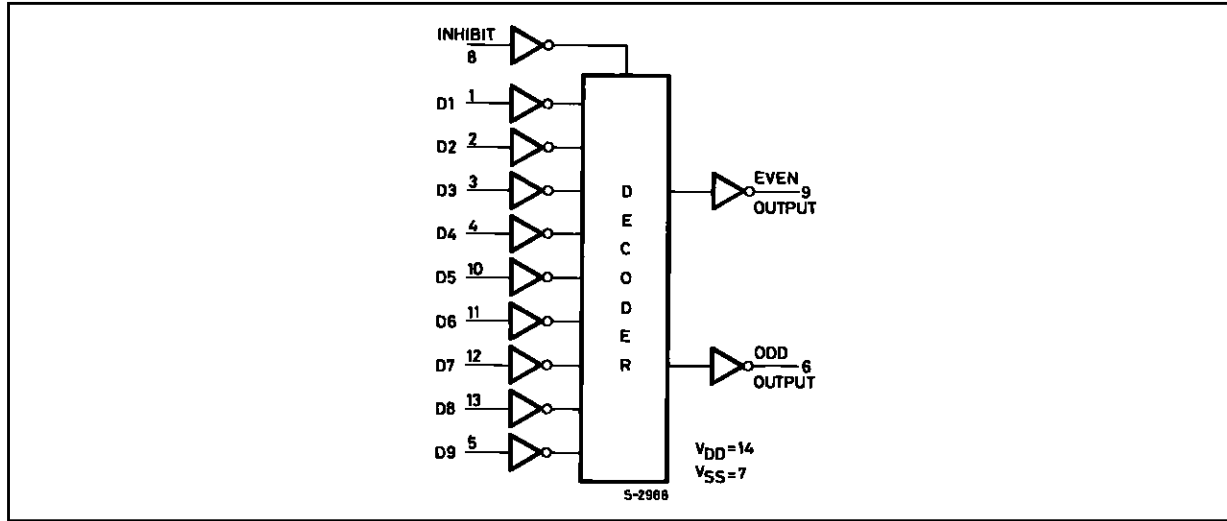 INHIBIT
8
D1 1
D2 2
D3 3
D4 4
D5 10
D6 11
D7 12
D8 13
D9 5
DECODER
EVEN
9
OUTPUT
ODD
6
OUTPUT
VDD=14
VSS=7
S-2988